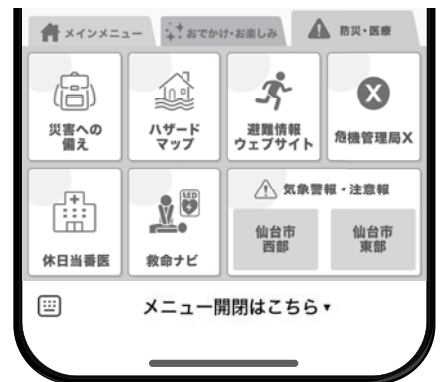 メインメニュー
おでかけ・お楽しみ
防災・医療
災害への
備え
ハザード
マップ
避難情報
ウェブサイト
X
危機管理局X
休日当番医
AED
救命ナビ
気象警報・注意報
仙台市
西部
仙台市
東部
メニュー開閉はこちら▼